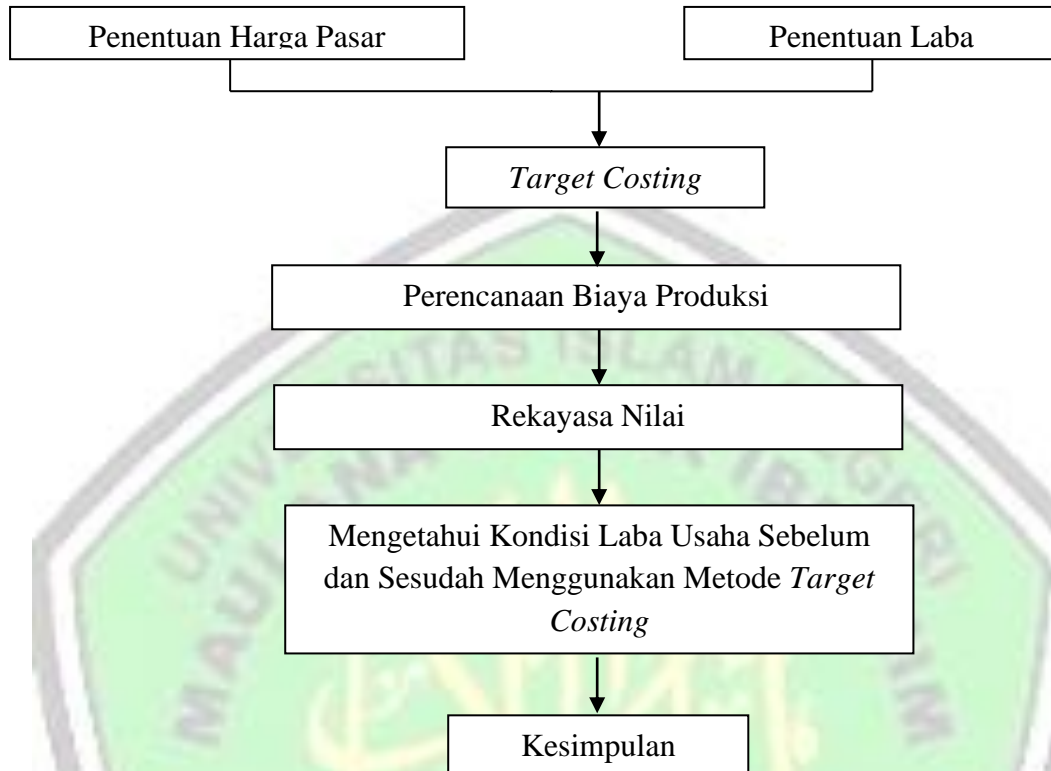 Penentuan Harga Pasar
Penentuan Laba
Target Costing
Perencanaan Biaya Produksi
Rekayasa Nilai
Mengetahui Kondisi Laba Usaha Sebelum
dan Sesudah Menggunakan Metode Target
Costing
Kesimpulan